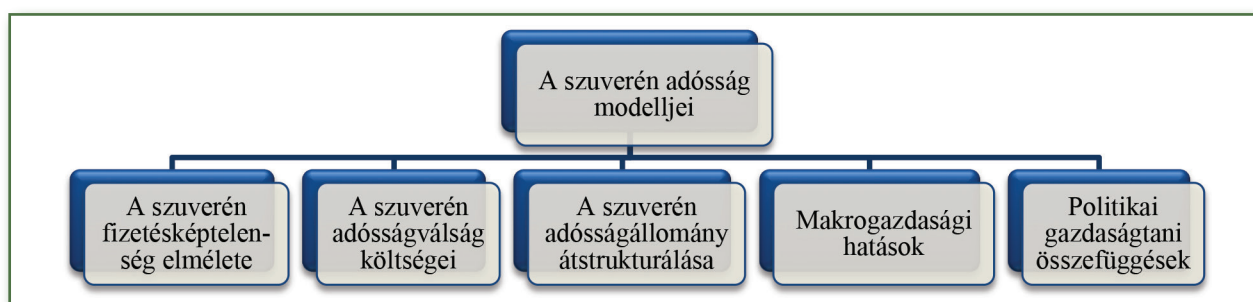 A szuverén adósság
modelljei
A szuverén
fizetésképtelen-
ség elmélete
A szuverén
adósságválság
költségei
A szuverén
adósságállomány
átstrukturálása
Makrogazdasági
hatások
Politikai
gazdaságtani
összefüggések